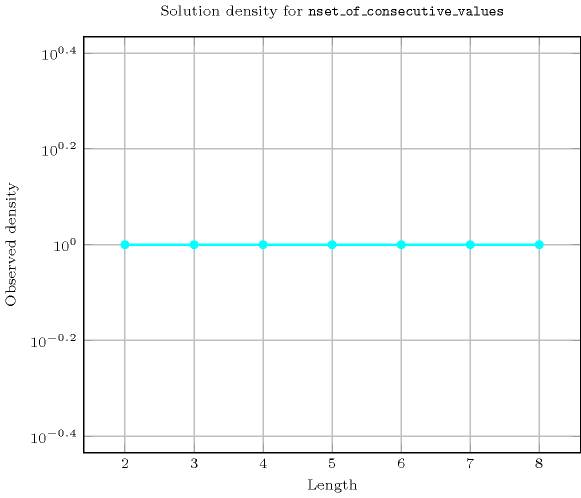 Solution density for nset_of_consecutive_values
10^0.4
10^0.2
10^0
10^−0.2
10^−0.4
Observed density
2 3 4 5 6 7 8
Length